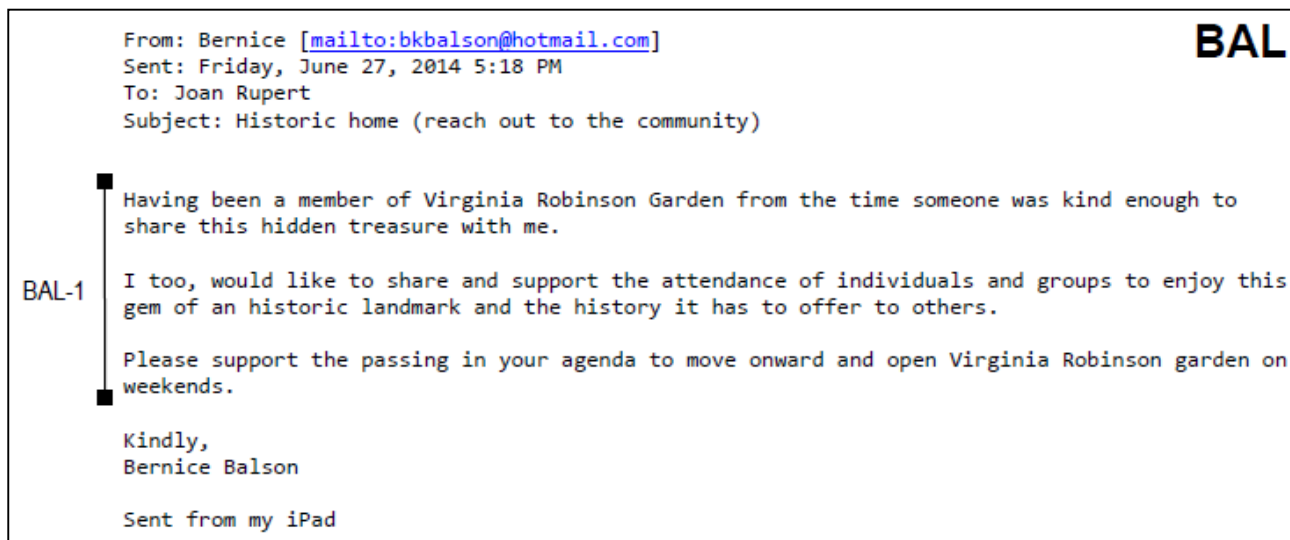 BAL
From: Bernice [mailto:bkbalson@hotmail.com]
Sent: Friday, June 27, 2014 5:18 PM
To: Joan Rupert
Subject: Historic home (reach out to the community)
Having been a member of Virginia Robinson Garden from the time someone was kind enough to
share this hidden treasure with me.
BAL-1
I too, would like to share and support the attendance of individuals and groups to enjoy this
gem of an historic landmark and the history it has to offer to others.
Please support the passing in your agenda to move onward and open Virginia Robinson garden on
weekends.
Kindly,
Bernice Balson
Sent from my iPad